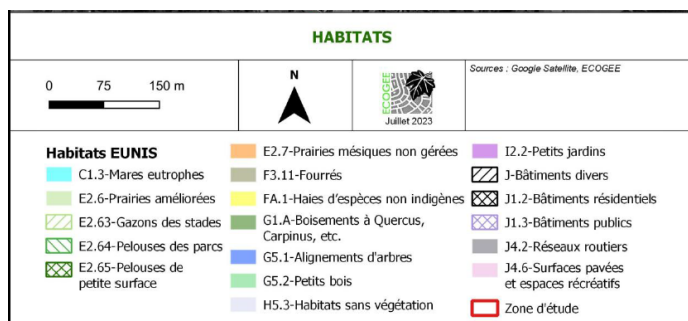 HABITATS
0 75 150 m
N
ECOGEE
Juillet 2023
Sources : Google Satellite, ECOGEE
Habitats EUNIS
C1.3-Mares eutrophes
E2.6-Prairies améliorées
E2.63-Gazons des stades
E2.64-Pelouses des parcs
E2.65-Pelouses de
petite surface
E2.7-Prairies mésiques non gérées
F3.11-Fourrés
FA.1-Haies d'espèces non indigènes
G1.A-Boisements à Quercus,
Carpinus, etc.
G5.1-Alignements d'arbres
G5.2-Petits bois
H5.3-Habitats sans végétation
I2.2-Petits jardins
J-Bâtiments divers
J1.2-Bâtiments résidentiels
J1.3-Bâtiments publics
J4.2-Réseaux routiers
J4.6-Surfaces pavées
et espaces récréatifs
Zone d'étude